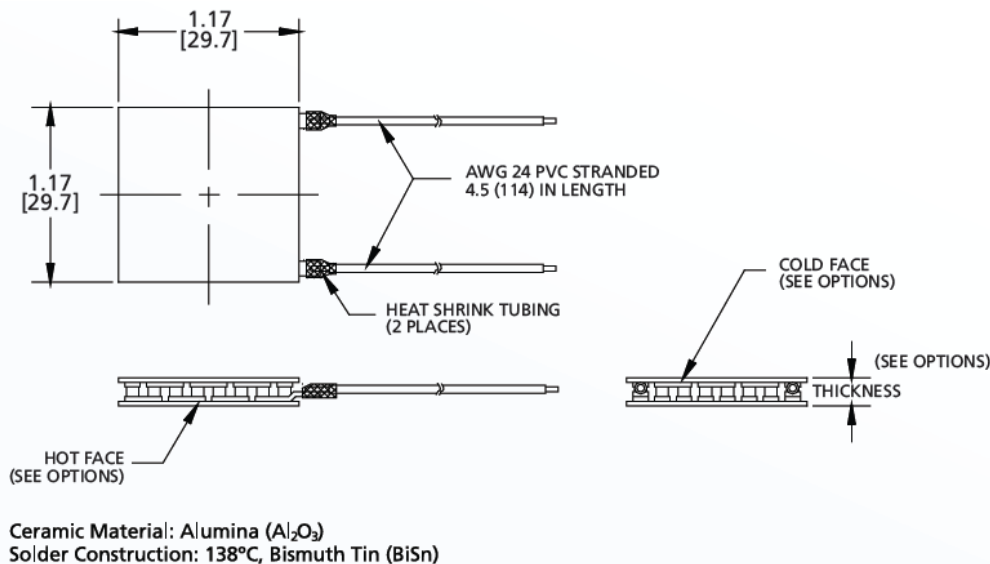 1.17
[29.7]
1.17
[29.7]
AWG 24 PVC STRANDED
4.5 (114) IN LENGTH
HEAT SHRINK TUBING
(2 PLACES)
COLD FACE
(SEE OPTIONS)
(SEE OPTIONS)
THICKNESS
HOT FACE
(SEE OPTIONS)
Ceramic Material: Alumina (Al₂O₃)
Solder Construction: 138°C, Bismuth Tin (BiSn)